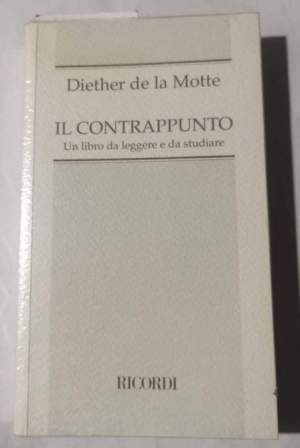 Diether de la Motte
IL CONTRAPPUNTO
Un libro da leggere e da studiare
RICORDI